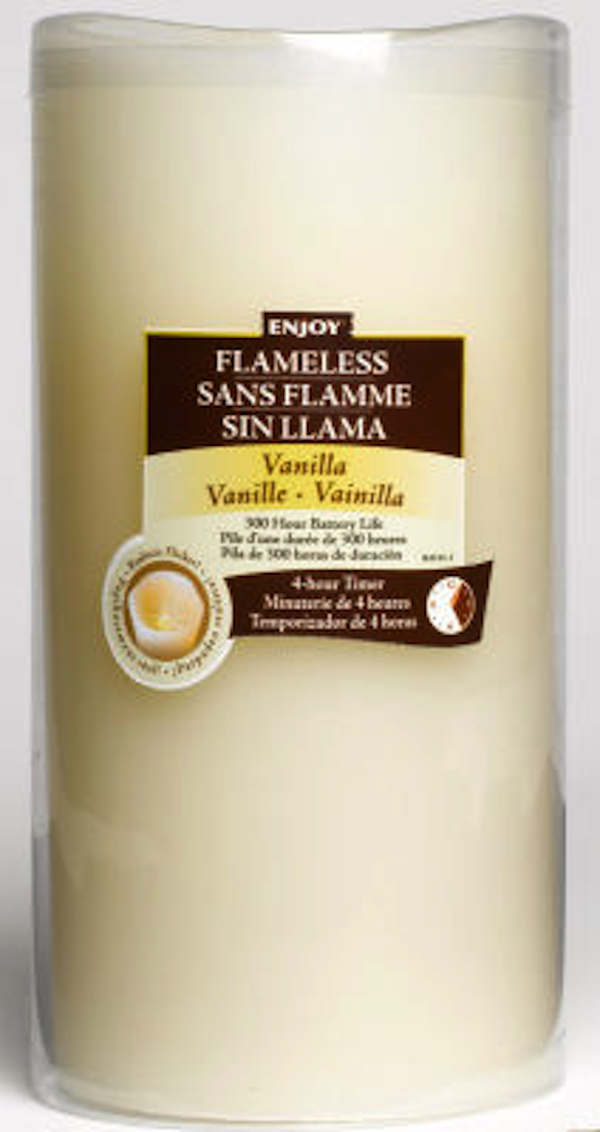 ENJOY
FLAMELESS
SANS FLAMME
SIN LLAMA
Vanilla
Vanille · Vainilla
300 Hour Battery Life
Pile d'une durée de 300 heures
Pila de 300 horas de duración
4-hour Timer
Minuterie de 4 heures
Temporizador de 4 horas